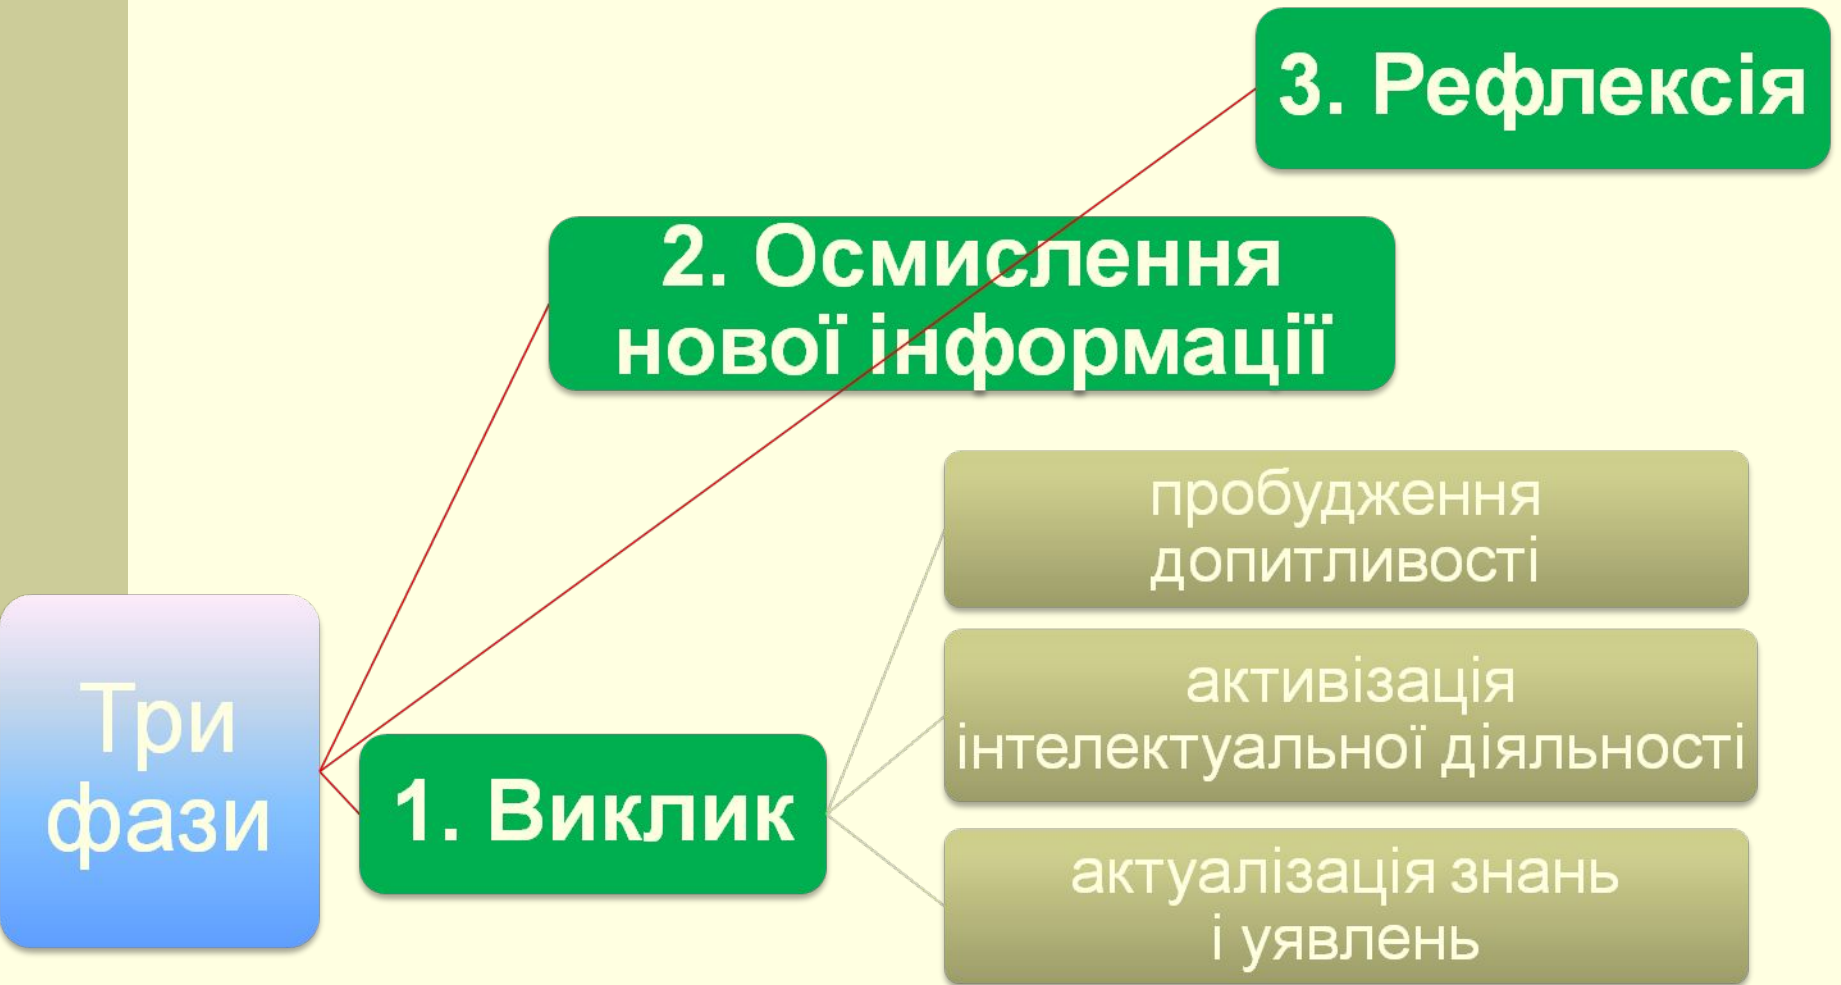 3. Рефлексія
2. Осмислення
нової інформації
пробудження
допитливості
активізація
інтелектуальної діяльності
Три
фази
1. Виклик
актуалізація знань
і уявлень